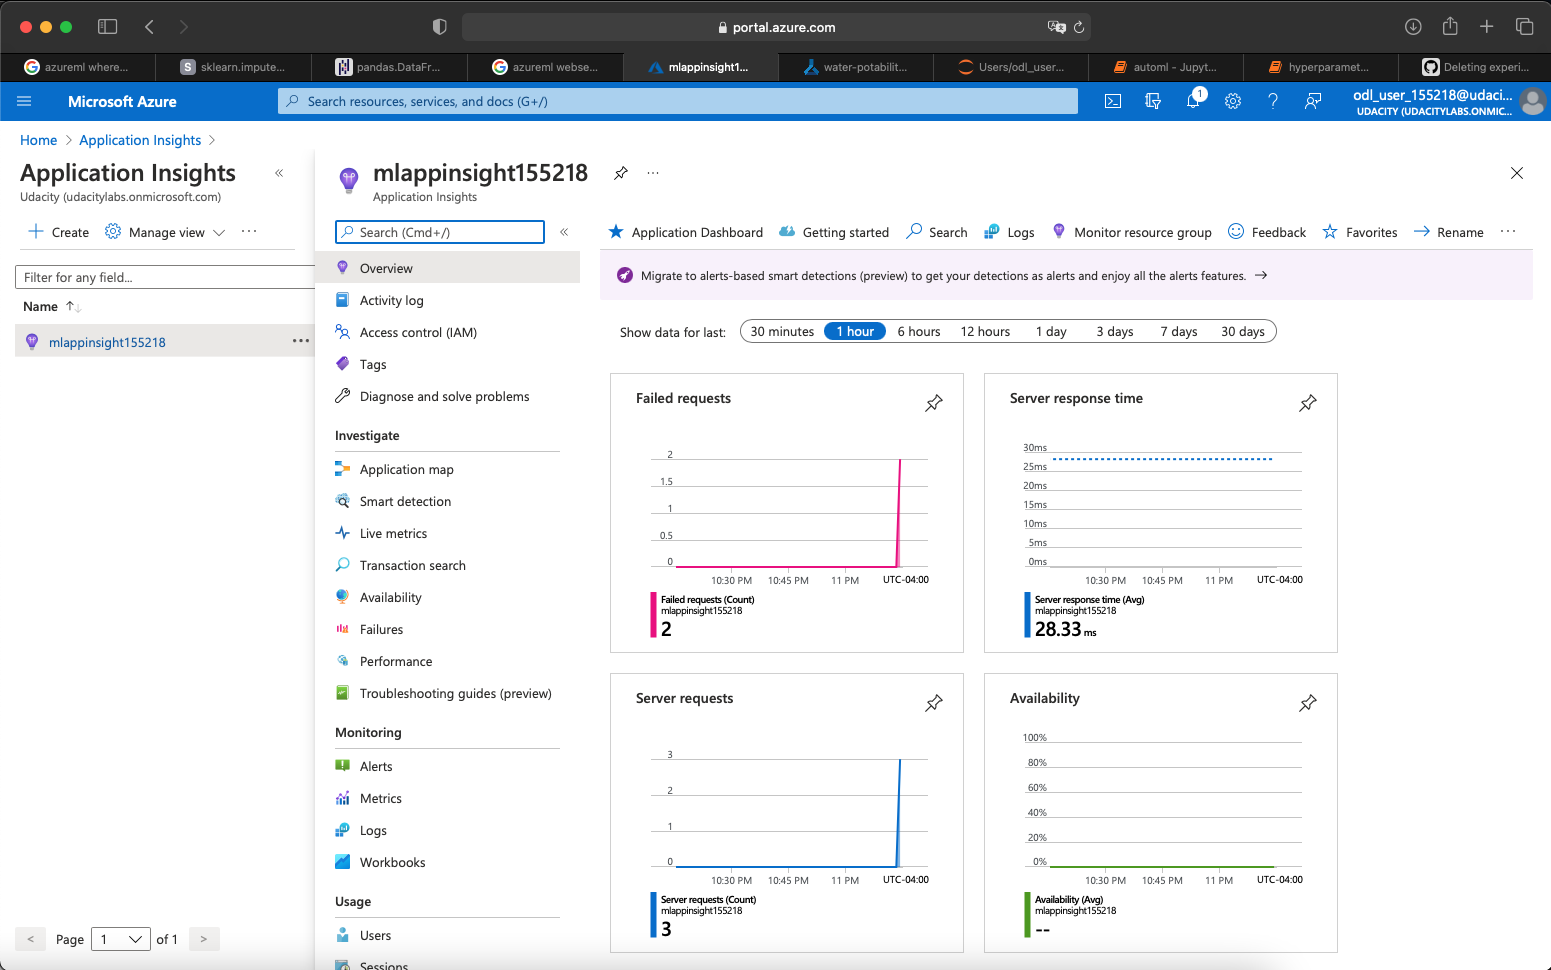 portal.azure.com
azureml where...
sklearn.impute...
pandas.DataFr...
azureml webse...
mlappinsight1...
water-potabilit...
Users/odl_user...
automl - Jupyt...
hyperparamet...
Deleting experi...
Microsoft Azure
Search resources, services, and docs (G+/)
1
odl_user_155218@udaci...
UDACITY (UDACITYLABS.ONMIC...
Home > Application Insights >
Application Insights
Udacity (udacitylabs.onmicrosoft.com)
Create
Manage view
Filter for any field...
Name
mlappinsight155218
Page 1 of 1
mlappinsight155218
Application Insights
Search (Cmd+/)
Overview
Activity log
Access control (IAM)
Tags
Diagnose and solve problems
Investigate
Application map
Smart detection
Live metrics
Transaction search
Availability
Failures
Performance
Troubleshooting guides (preview)
Monitoring
Alerts
Metrics
Logs
Workbooks
Usage
Users
Sessions
Application Dashboard
Getting started
Search
Logs
Monitor resource group
Feedback
Favorites
Rename
Migrate to alerts-based smart detections (preview) to get your detections as alerts and enjoy all the alerts features. →
Show data for last:
30 minutes
1 hour
6 hours
12 hours
1 day
3 days
7 days
30 days
Failed requests
2
1.5
1
0.5
0
10:30 PM 10:45 PM 11 PM UTC-04:00
Failed requests (Count)
mlappinsight155218
2
Server response time
30ms
25ms
20ms
15ms
10ms
5ms
0ms
10:30 PM 10:45 PM 11 PM UTC-04:00
Server response time (Avg)
mlappinsight155218
28.33 ms
Server requests
3
2
1
0
10:30 PM 10:45 PM 11 PM UTC-04:00
Server requests (Count)
mlappinsight155218
3
Availability
100%
80%
60%
40%
20%
0%
10:30 PM 10:45 PM 11 PM UTC-04:00
Availability (Avg)
mlappinsight155218
--